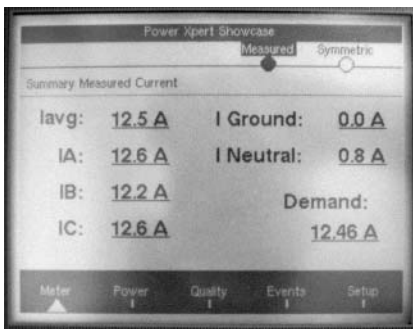 Power Xpert Showcase
Measured Symmetric
Summary Measured Current
Iavg: 12.5 A I Ground: 0.0 A
IA: 12.6 A I Neutral: 0.8 A
IB: 12.2 A Demand:
IC: 12.6 A 12.46 A
Meter Power Quality Events Setup